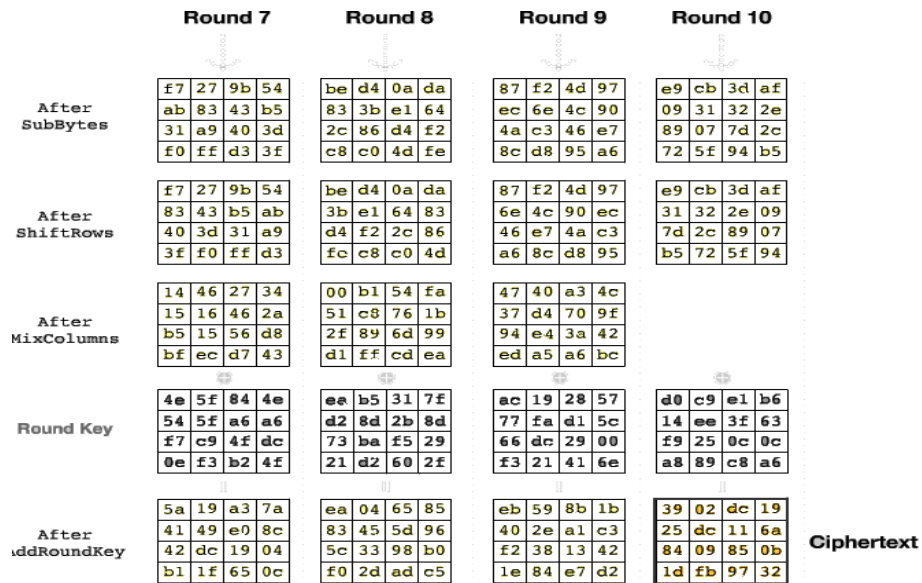 Round 7 Round 8 Round 9 Round 10
After SubBytes
f7 27 9b 54 be d4 0a da 87 f2 4d 97 e9 cb 3d af
ab 83 43 b5 83 3b e1 64 ec 6e 4c 90 09 31 32 2e
31 a9 40 3d 2c 86 d4 f2 4a c3 46 e7 89 07 7d 2c
f0 ff d3 3f c8 c0 4d fe 8c d8 95 a6 72 5f 94 b5
After ShiftRows
f7 27 9b 54 be d4 0a da 87 f2 4d 97 e9 cb 3d af
83 43 b5 ab 3b e1 64 83 6e 4c 90 ec 31 32 2e 09
40 3d 31 a9 d4 f2 2c 86 46 e7 4a c3 7d 2c 89 07
3f f0 ff d3 fc c8 c0 4d a6 8c d8 95 b5 72 5f 94
After MixColumns
14 46 27 34 00 b1 54 fa 47 40 a3 4c
15 16 46 2a 51 c8 76 1b 37 d4 70 9f
b5 15 56 d8 2f 89 6d 99 94 e4 3a 42
bf ec d7 43 d1 ff cd ea ed a5 a6 bc
Round Key
4e 5f 84 4e ea b5 31 7f ac 19 28 57 d0 c9 e1 b6
54 5f a6 a6 d2 8d 2b 8d 77 fa d1 5c 14 ee 3f 63
f7 c9 4f dc 73 ba f5 29 66 dc 29 00 f9 25 0c 0c
0e f3 b2 4f 21 d2 60 2f f3 21 41 6e a8 89 c8 a6
After AddRoundKey
5a 19 a3 7a ea 04 65 85 eb 59 8b 1b 39 02 dc 19
41 49 e0 8c 83 45 5d 96 40 2e a1 c3 25 dc 11 6a
42 dc 19 04 5c 33 98 b0 f2 38 13 42 84 09 85 0b
b1 1f 65 0c f0 2d ad c5 1e 84 e7 d2 1d fb 97 32
Ciphertext